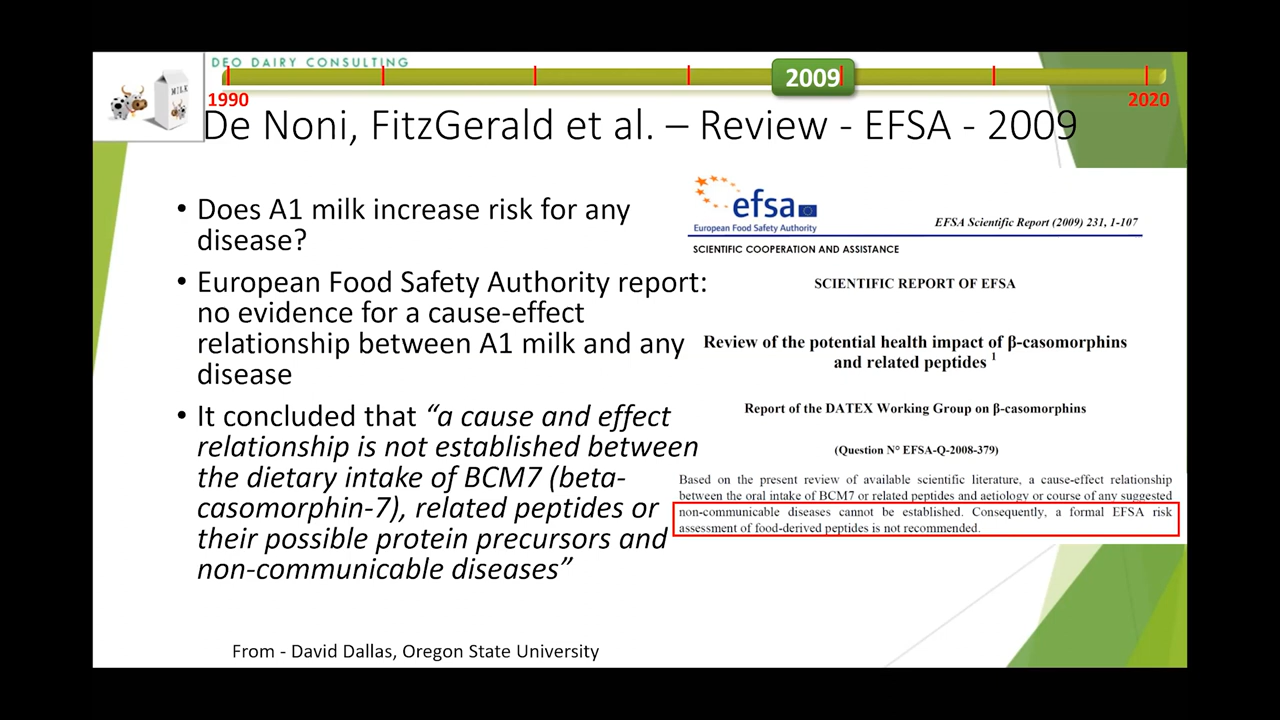 DEO DAIRY CONSULTING
MILK
1990
2009
2020
De Noni, FitzGerald et al. – Review - EFSA - 2009
• Does A1 milk increase risk for any
disease?
• European Food Safety Authority report:
no evidence for a cause-effect
relationship between A1 milk and any
disease
• It concluded that “a cause and effect
relationship is not established between
the dietary intake of BCM7 (beta-
casomorphin-7), related peptides or
their possible protein precursors and
non-communicable diseases”
efsa
European Food Safety Authority
EFSA Scientific Report (2009) 231, 1-107
SCIENTIFIC COOPERATION AND ASSISTANCE
SCIENTIFIC REPORT OF EFSA
Review of the potential health impact of β-casomorphins
and related peptides 1
Report of the DATEX Working Group on β-casomorphins
(Question N° EFSA-Q-2008-379)
Based on the present review of available scientific literature, a cause-effect relationship
between the oral intake of BCM7 or related peptides and aetiology or course of any suggested
non-communicable diseases cannot be established. Consequently, a formal EFSA risk
assessment of food-derived peptides is not recommended.
From - David Dallas, Oregon State University